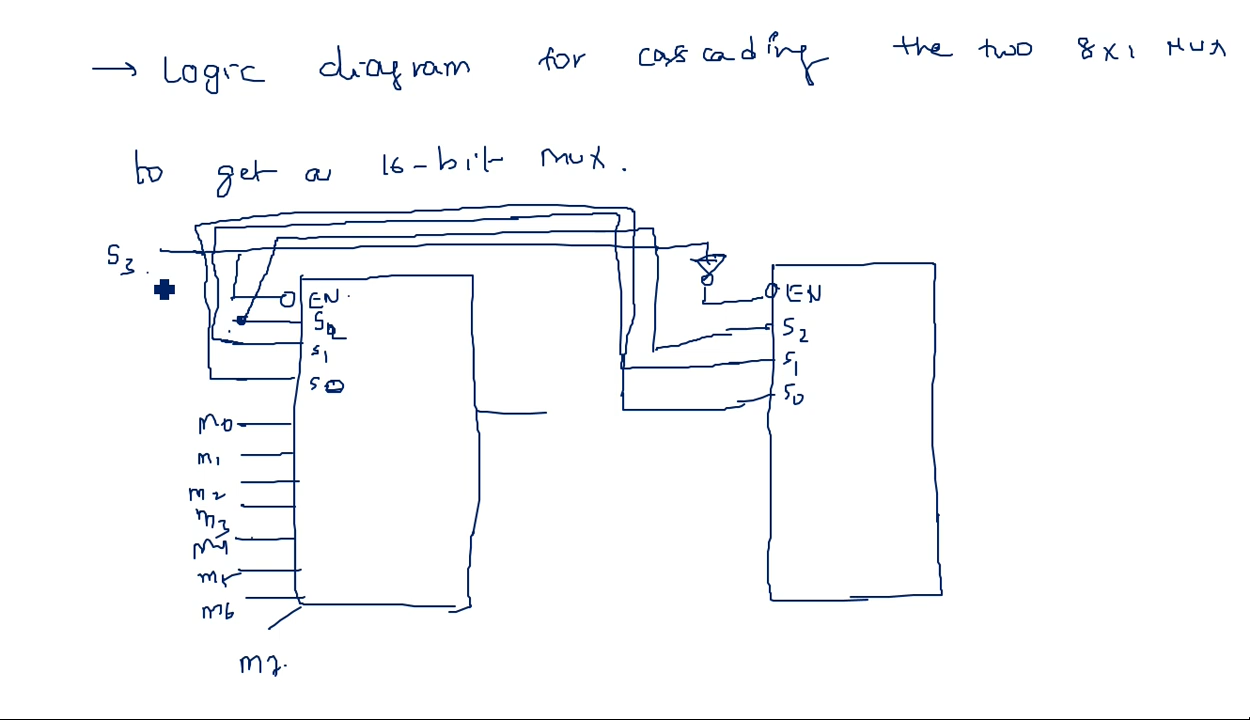 → Logic diagram for cascading the two 8x1 MUX
to get a 16-bit mux.
S3.
EN.
S2
S1
S0
EN
S2
S1
S0
m0
m1
m2
m3
m4
m5
m6
m7.